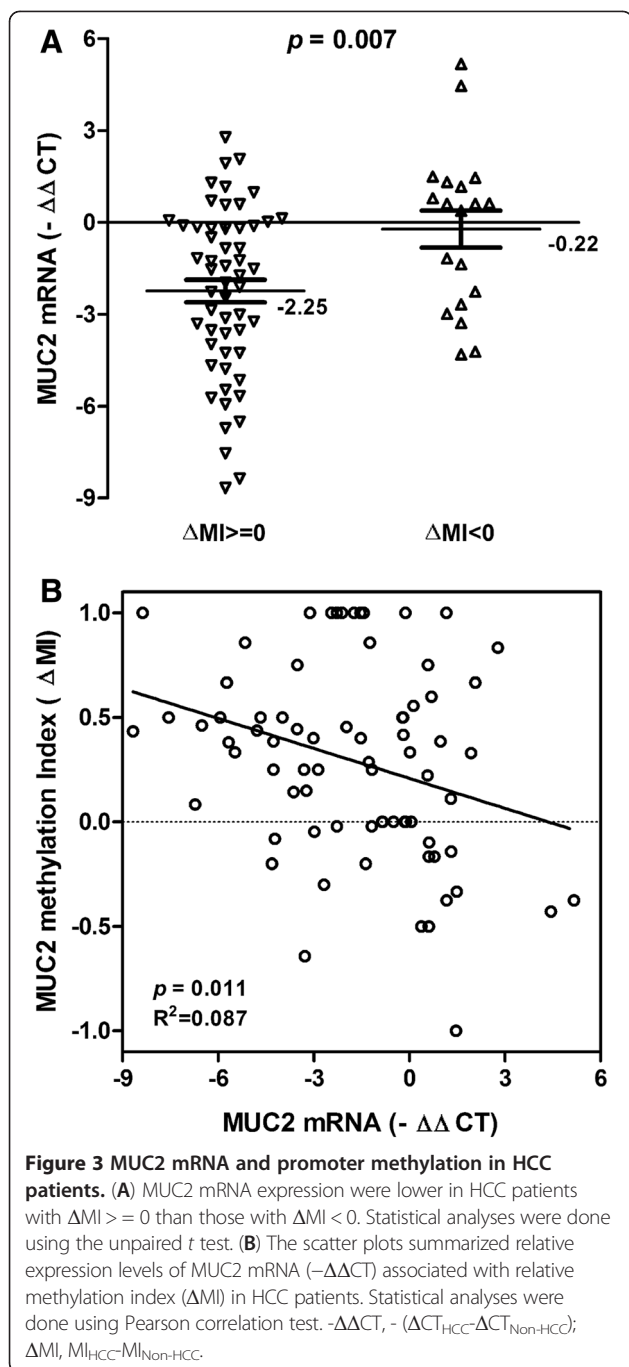 A
p = 0.007
MUC2 mRNA (- ΔΔ CT)
6
3
0
-3
-6
-9
-2.25
-0.22
ΔMI>=0
ΔMI<0
B
MUC2 methylation Index ( Δ MI)
1.0
0.5
0.0
-0.5
-1.0
p = 0.011
R²=0.087
-9
-6
-3
0
3
6
MUC2 mRNA (- ΔΔ CT)
Figure 3 MUC2 mRNA and promoter methylation in HCC
patients. (A) MUC2 mRNA expression were lower in HCC patients
with ΔMI > = 0 than those with ΔMI < 0. Statistical analyses were done
using the unpaired t test. (B) The scatter plots summarized relative
expression levels of MUC2 mRNA (−ΔΔCT) associated with relative
methylation index (ΔMI) in HCC patients. Statistical analyses were
done using Pearson correlation test. -ΔΔCT, - (ΔCTHCC-ΔCTNon-HCC);
ΔMI, MIHCC-MINon-HCC.